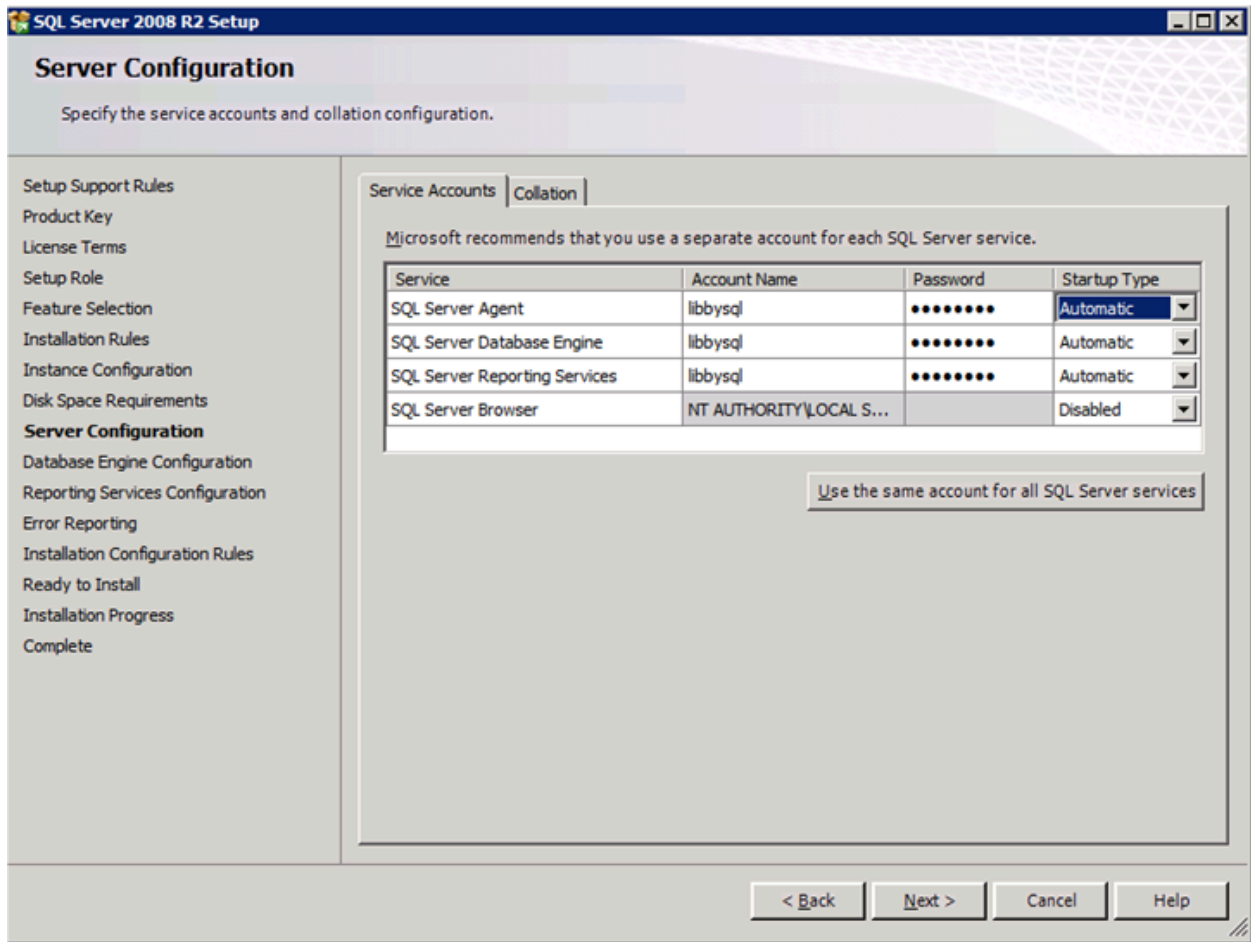 SQL Server 2008 R2 Setup
Server Configuration
Specify the service accounts and collation configuration.
Setup Support Rules
Product Key
License Terms
Setup Role
Feature Selection
Installation Rules
Instance Configuration
Disk Space Requirements
Server Configuration
Database Engine Configuration
Reporting Services Configuration
Error Reporting
Installation Configuration Rules
Ready to Install
Installation Progress
Complete
Service Accounts Collation
Microsoft recommends that you use a separate account for each SQL Server service.
Service Account Name Password Startup Type
SQL Server Agent libbysql ●●●●●●●● Automatic
SQL Server Database Engine libbysql ●●●●●●●● Automatic
SQL Server Reporting Services libbysql ●●●●●●●● Automatic
SQL Server Browser NT AUTHORITY\LOCAL S... Disabled
Use the same account for all SQL Server services
< Back Next > Cancel Help